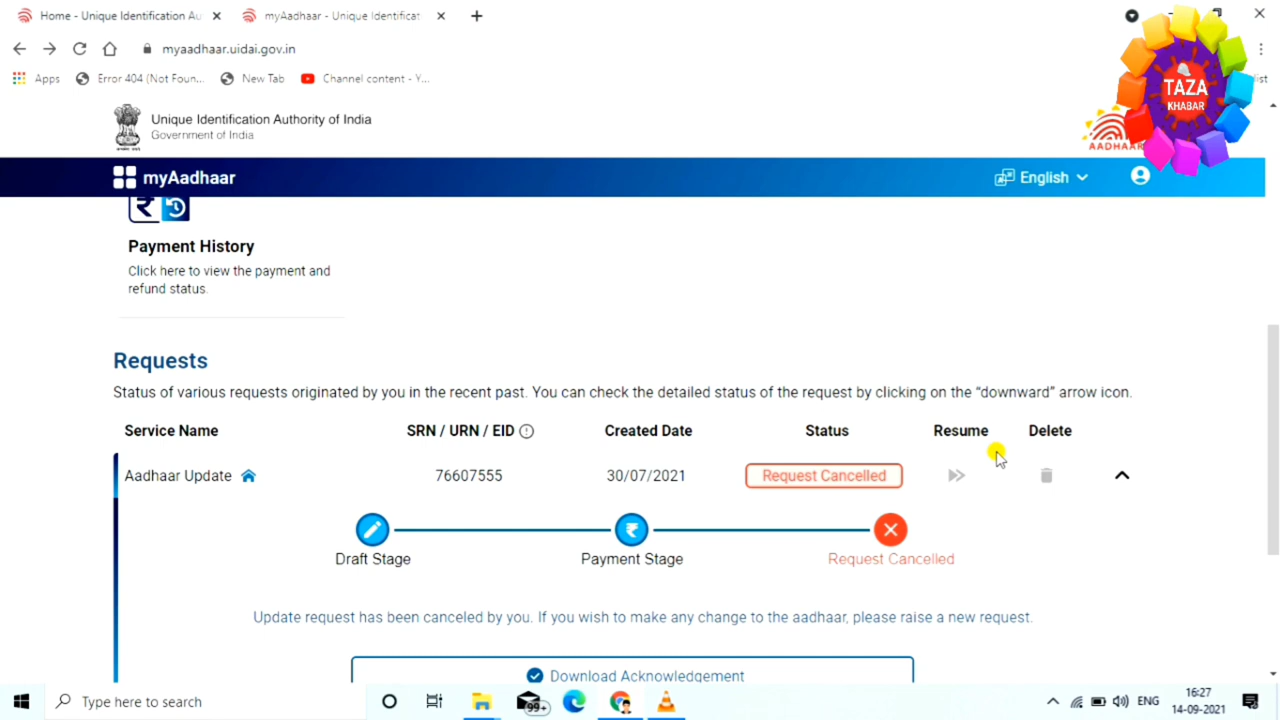 Home - Unique Identification Au
myAadhaar - Unique Identificat
myaadhaar.uidai.gov.in
Apps
Error 404 (Not Foun...
New Tab
Channel content - Y...
list
TAZA
KHABAR
Unique Identification Authority of India
Government of India
AADHAAR
myAadhaar
English
Payment History
Click here to view the payment and
refund status.
Requests
Status of various requests originated by you in the recent past. You can check the detailed status of the request by clicking on the “downward” arrow icon.
Service Name SRN / URN / EID Created Date Status Resume Delete
Aadhaar Update 76607555 30/07/2021 Request Cancelled
Draft Stage Payment Stage Request Cancelled
Update request has been canceled by you. If you wish to make any change to the aadhaar, please raise a new request.
Download Acknowledgement
Type here to search
99+
ENG
16:27
14-09-2021